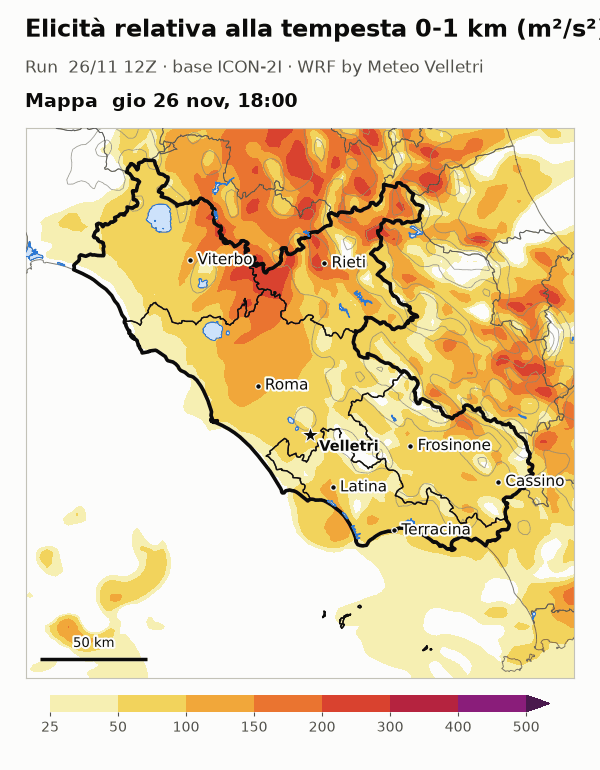 Elicità relativa alla tempesta 0-1 km (m²/s²)
Run 26/11 12Z · base ICON-2I · WRF by Meteo Velletri
Mappa gio 26 nov, 18:00
Viterbo
Rieti
Roma
Velletri
Frosinone
Cassino
Latina
Terracina
50 km
25 50 100 150 200 300 400 500